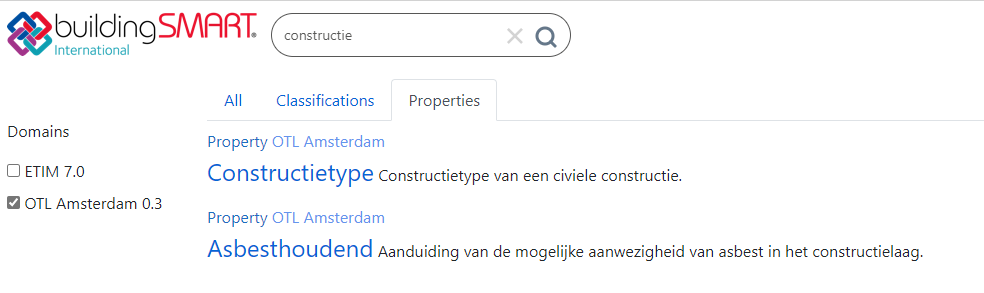 buildingSMART®
International
constructie
All Classifications Properties
Domains
ETIM 7.0
OTL Amsterdam 0.3
Property OTL Amsterdam
Constructietype Constructietype van een civiele constructie.
Property OTL Amsterdam
Asbesthoudend Aanduiding van de mogelijke aanwezigheid van asbest in het constructielaag.